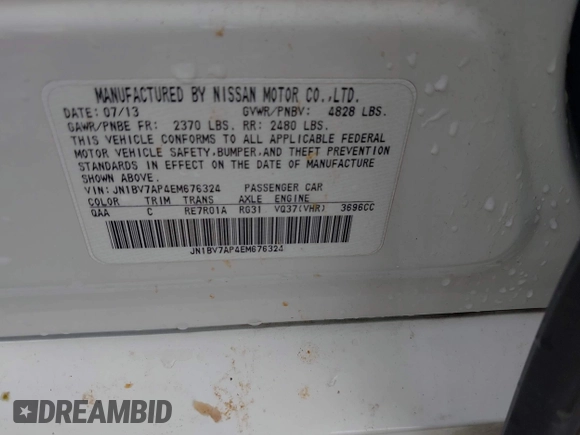 MANUFACTURED BY NISSAN MOTOR CO.,LTD.
DATE: 07/13 GVWR/PNBV: 4828 LBS.
GAWR/PNBE FR: 2370 LBS. RR: 2480 LBS.
THIS VEHICLE CONFORMS TO ALL APPLICABLE FEDERAL
MOTOR VEHICLE SAFETY,BUMPER,AND THEFT PREVENTION
STANDARDS IN EFFECT ON THE DATE OF MANUFACTURE
SHOWN ABOVE.
VIN: JN1BV7AP4EM676324 PASSENGER CAR
COLOR TRIM TRANS AXLE ENGINE
QAA C RE7R01A RG31 VQ37(VHR) 3696CC
JN1BV7AP4EM676324
DREAMBID